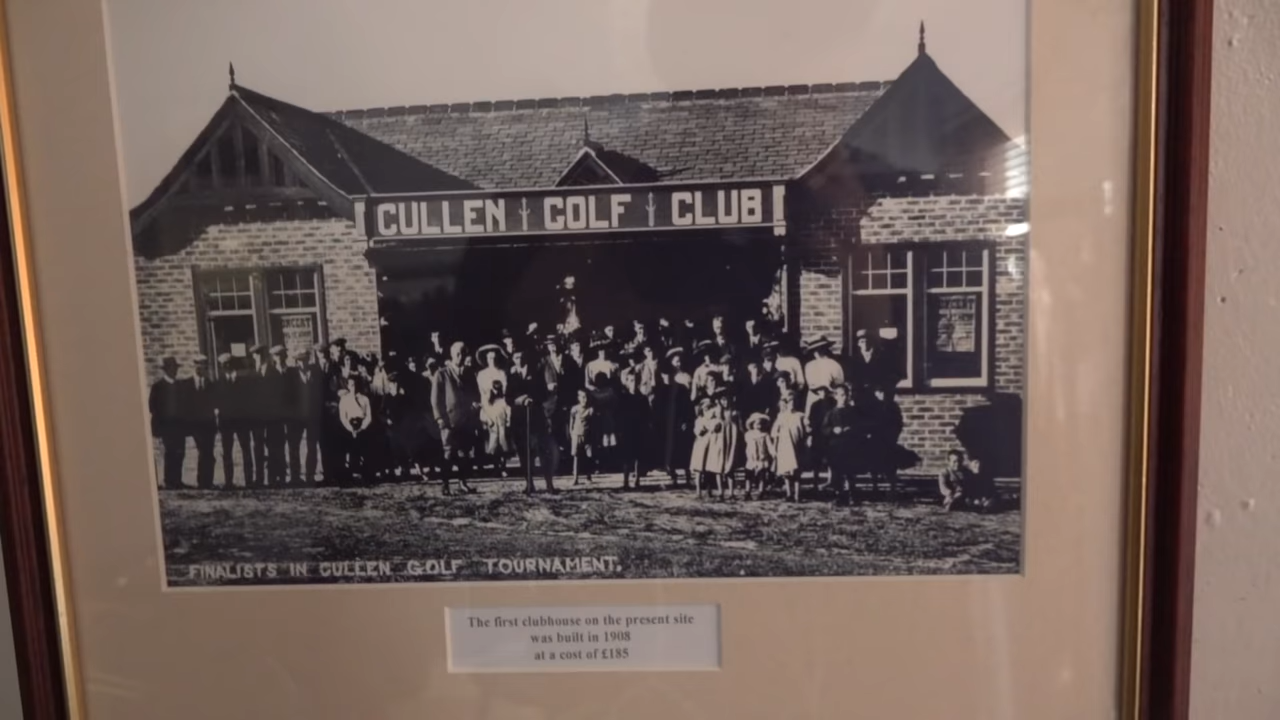 CULLEN GOLF CLUB
CONCERT
FINALISTS IN CULLEN GOLF TOURNAMENT.
The first clubhouse on the present site
was built in 1908
at a cost of £185